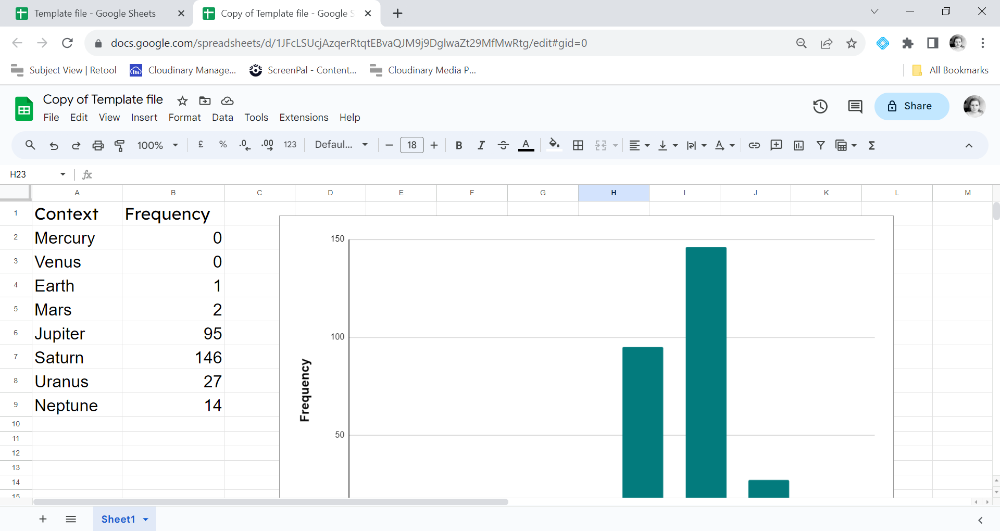 Template file - Google Sheets
Copy of Template file - Google S
docs.google.com/spreadsheets/d/1JFcLSUcjAzqerRtqtEBvaQJM9j9DglwaZt29MfMwRtg/edit#gid=0
Subject View | Retool
Cloudinary Manage...
ScreenPal - Content...
Cloudinary Media P...
All Bookmarks
Copy of Template file
File Edit View Insert Format Data Tools Extensions Help
Share
100% £ % .0 .00 123 Defaul... 18 B I A
H23 fx
A B C D E F G H I J K L M
1 Context Frequency
2 Mercury 0
3 Venus 0
4 Earth 1
5 Mars 2
6 Jupiter 95
7 Saturn 146
8 Uranus 27
9 Neptune 14
10
11
12
13
14
15
150
100
50
Frequency
Sheet1